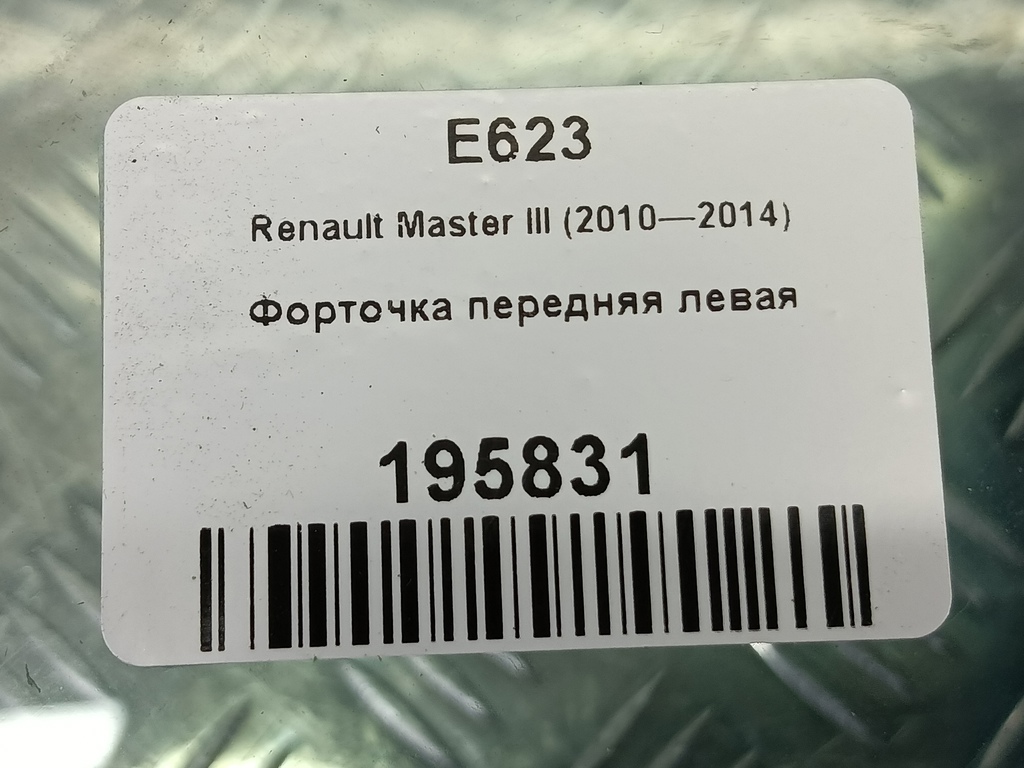 E623
Renault Master III (2010—2014)
Форточка передняя левая
195831